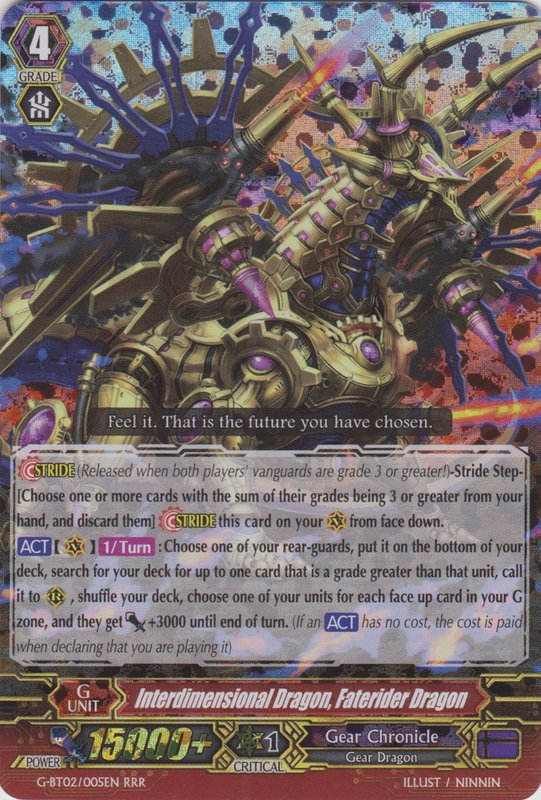 4
GRADE
Feel it. That is the future you have chosen.
STRIDE (Released when both players' vanguards are grade 3 or greater!)-Stride Step-
[Choose one or more cards with the sum of their grades being 3 or greater from your
hand, and discard them] STRIDE this card on your V from face down.
ACT [ V ] 1/Turn :Choose one of your rear-guards, put it on the bottom of your
deck, search for your deck for up to one card that is a grade greater than that unit, call
it to R , shuffle your deck, choose one of your units for each face up card in your G
zone, and they get +3000 until end of turn. (If an ACT has no cost, the cost is paid
when declaring that you are playing it)
G
UNIT
Interdimensional Dragon, Faterider Dragon
POWER
15000+
1
CRITICAL
Gear Chronicle
Gear Dragon
G-BT02/005EN RRR
ILLUST / NINNIN